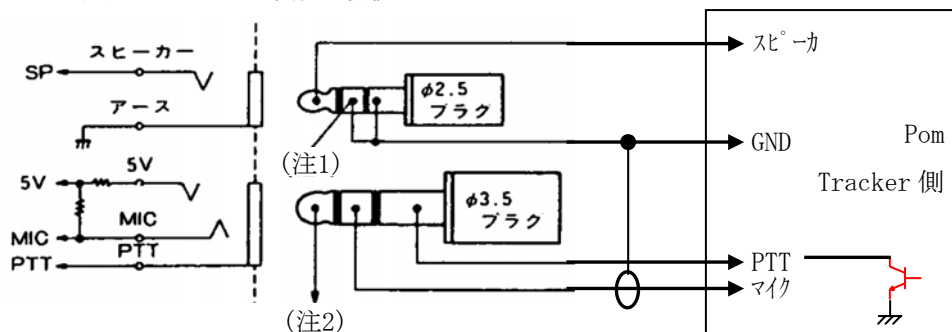 スピーカー
SP
アース
5V
5V
MIC
MIC
PTT
PTT
φ2.5
プラグ
(注1)
φ3.5
プラグ
(注2)
スピーカ
GND
Pom
Tracker 側
PTT
マイク